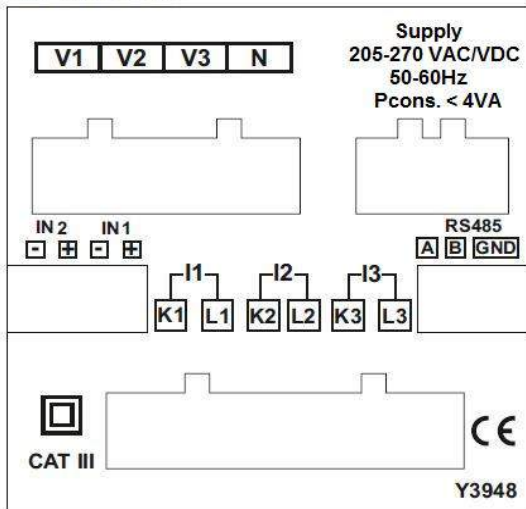 V1 V2 V3 N
Supply
205-270 VAC/VDC
50-60Hz
Pcons. < 4VA
IN 2 IN 1
- + - +
RS485
A B GND
I1 I2 I3
K1 L1 K2 L2 K3 L3
CAT III
CE
Y3948